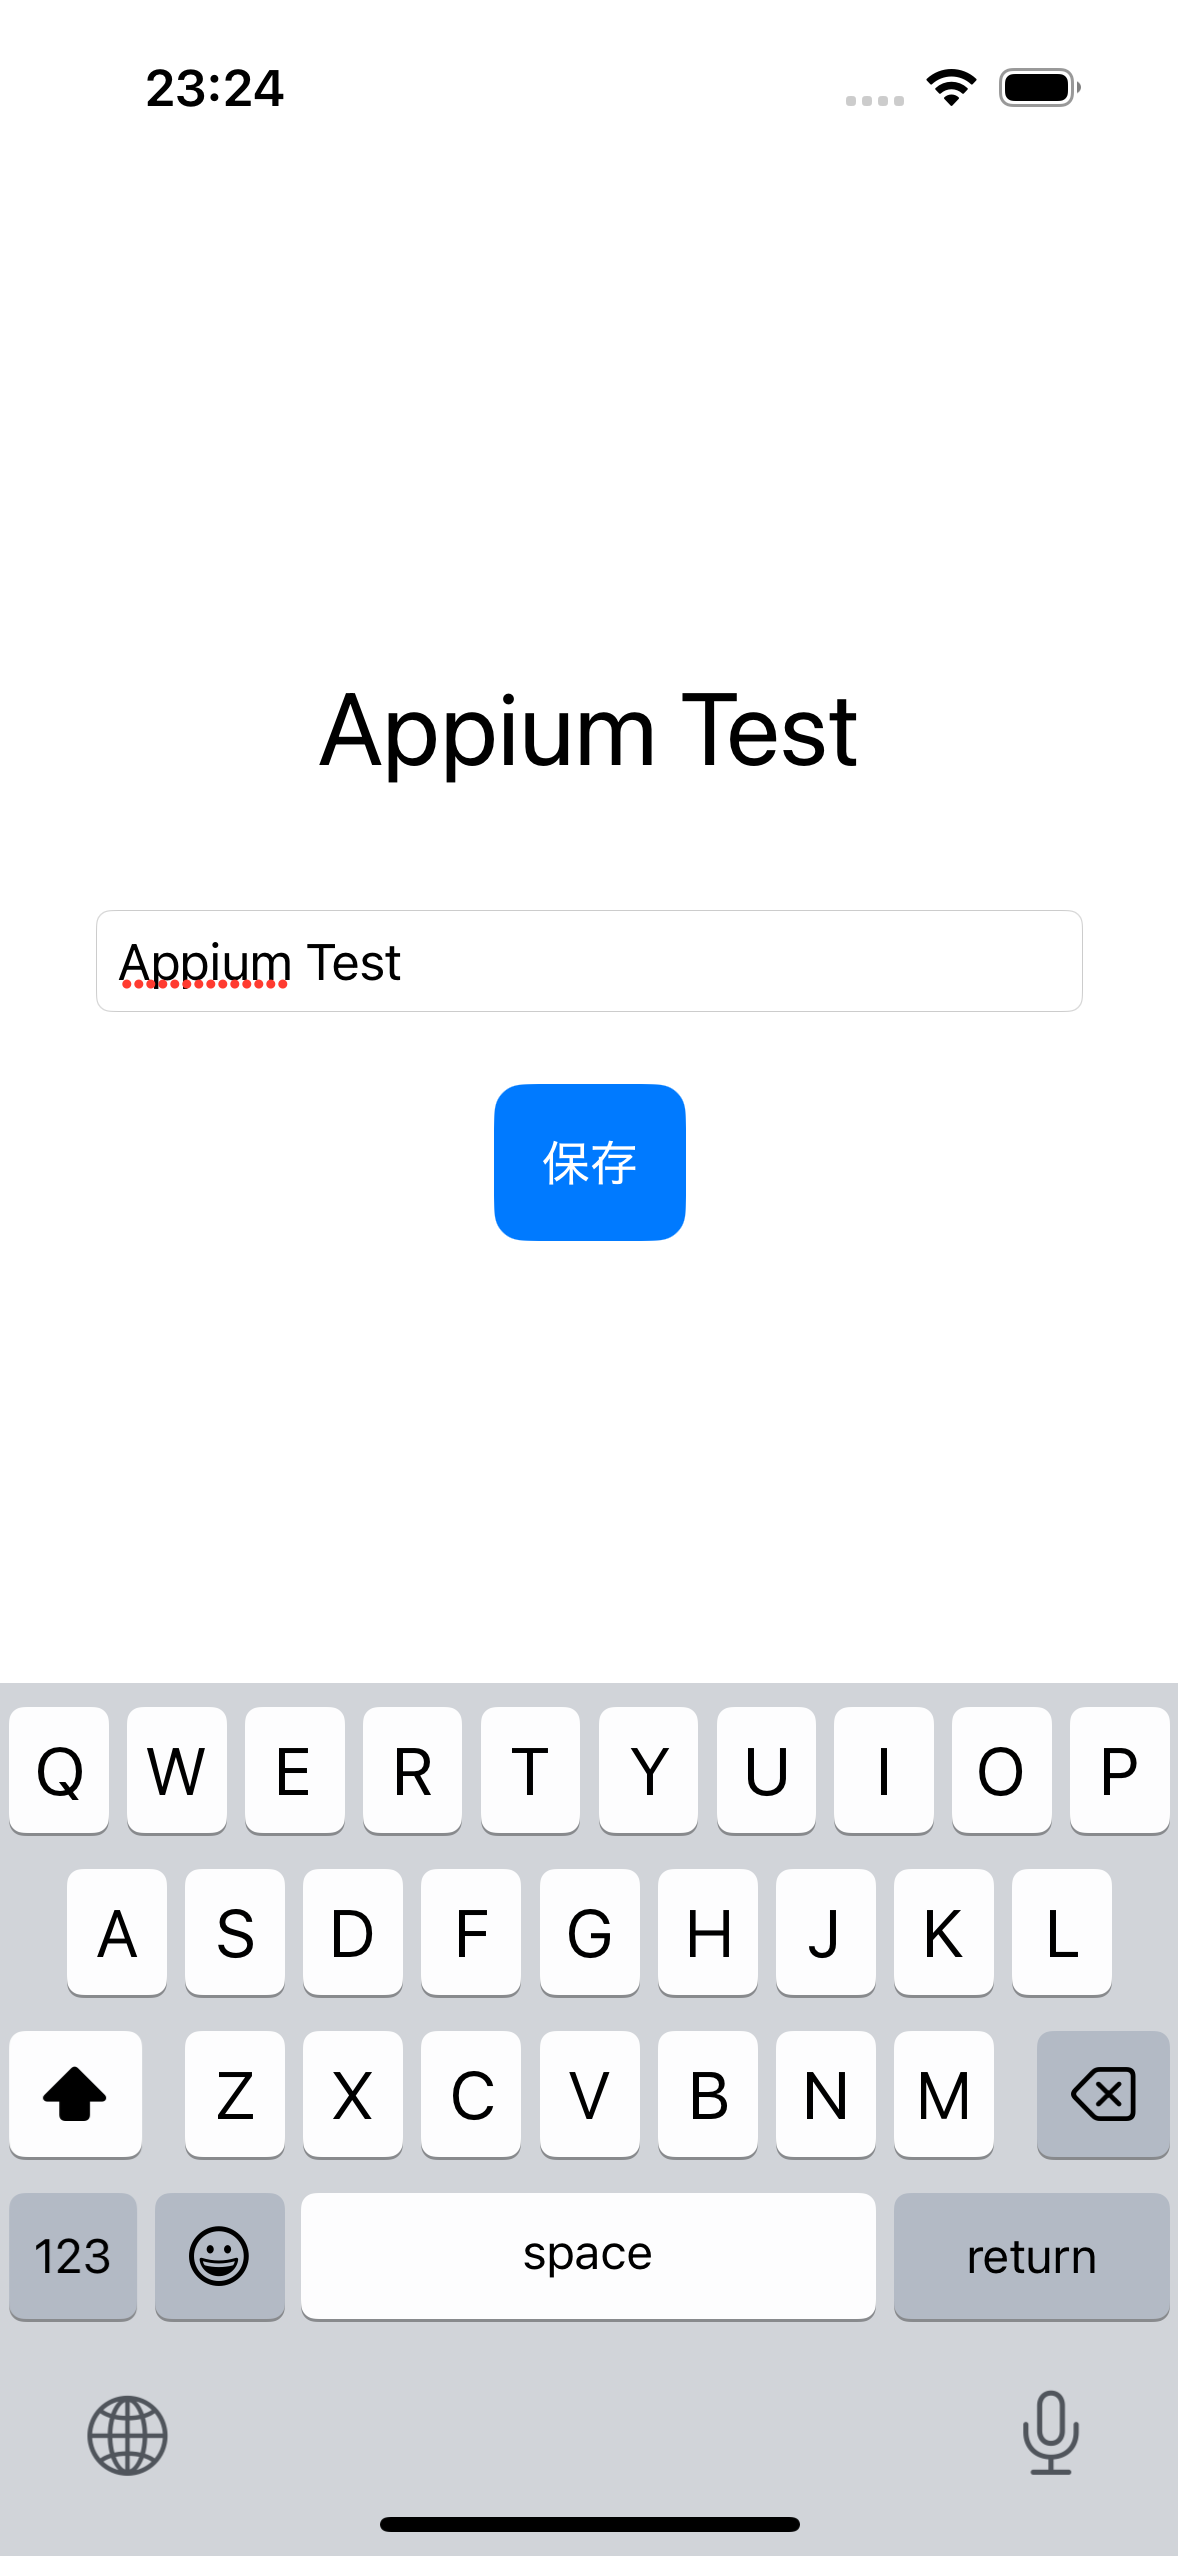 23:24
Appium Test
Appium Test
保存
Q W E R T Y U I O P
A S D F G H J K L
Z X C V B N M
123 space return